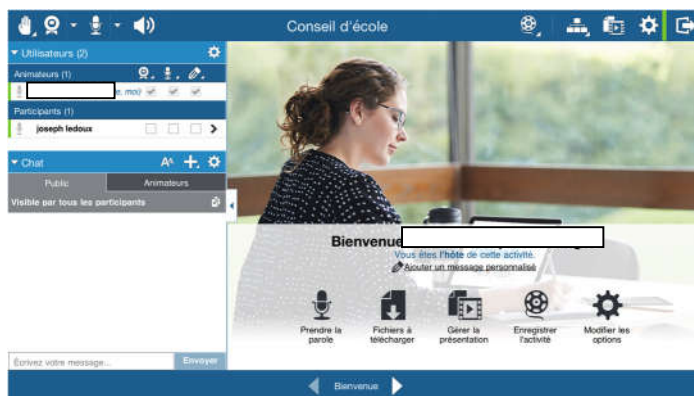 Conseil d'école
Utilisateurs (2)
Animateurs (1)
e, moi)
Participants (1)
joseph ledoux
Chat
Public
Animateurs
Visible par tous les participants
Bienvenue
Vous êtes l'hôte de cette activité.
Ajouter un message personnalisé
Prendre la parole
Fichiers à télécharger
Gérer la présentation
Enregistrer l'activité
Modifier les options
Écrivez votre message...
Envoyer
Bienvenue